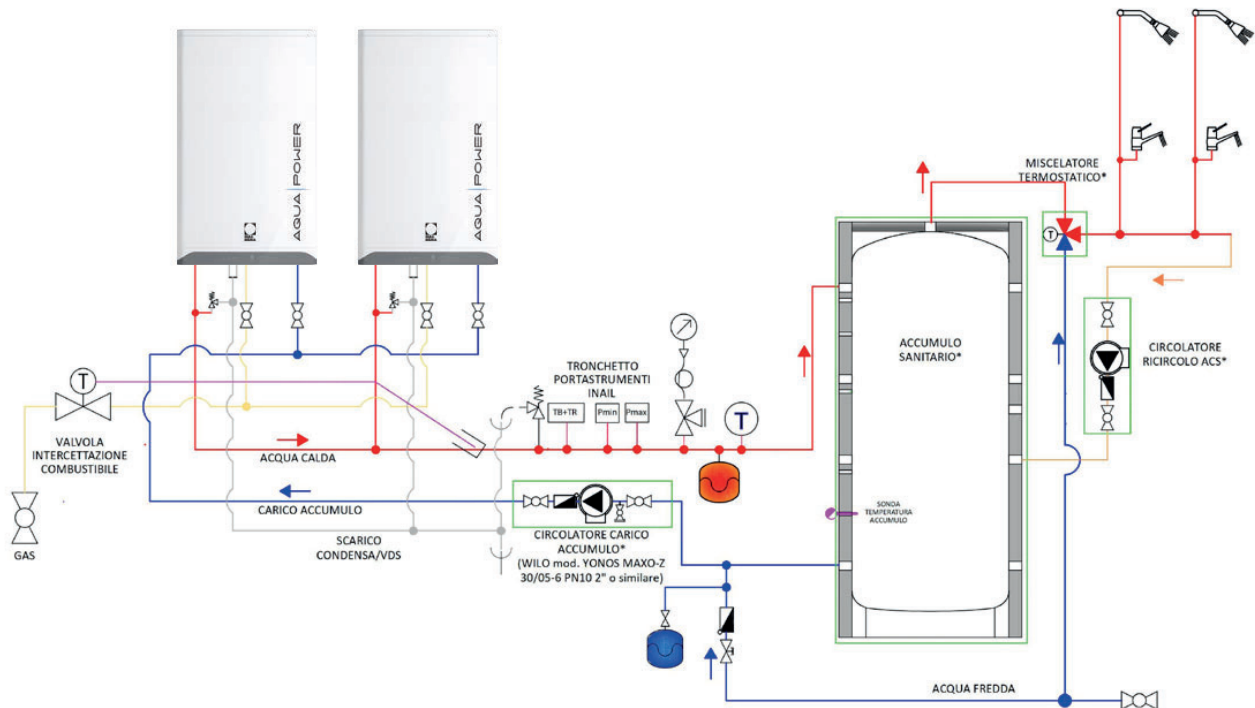 AQUA POWER
AQUA POWER
MISCELATORE
TERMOSTATICO*
T
CIRCOLATORE
RICIRCOLO ACS*
ACCUMULO
SANITARIO*
TRONCHETTO
PORTASTRUMENTI
INAIL
T
TB+TR
Pmin
Pmax
T
VALVOLA
INTERCETTAZIONE
COMBUSTIBILE
ACQUA CALDA
CARICO ACCUMULO
SONDA
TEMPERATURA
ACCUMULO
GAS
SCARICO
CONDENSA/VDS
CIRCOLATORE CARICO
ACCUMULO*
(WILO mod. YONOS MAXO-Z
30/05-6 PN10 2" o similare)
ACQUA FREDDA